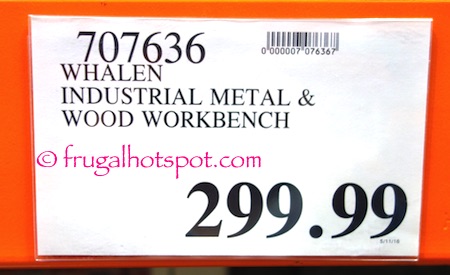 707636
0000007076367
WHALEN
INDUSTRIAL METAL &
WOOD WORKBENCH
© frugalhotspot.com
299.99